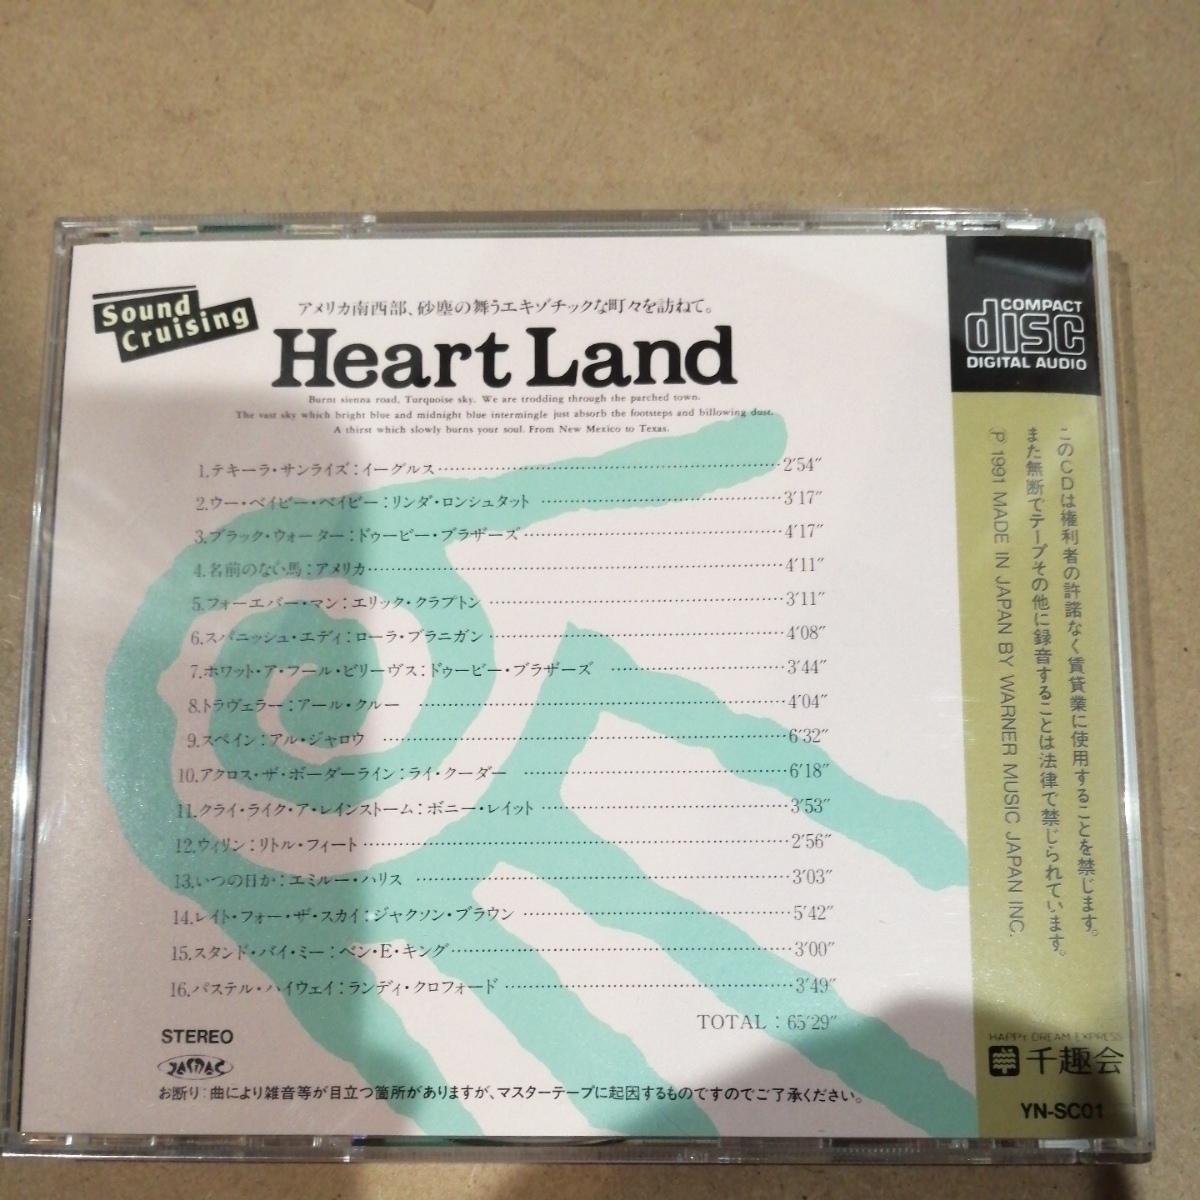 Sound
Cruising
アメリカ南西部、砂塵の舞うエキゾチックな町々を訪ねて。
Heart Land
Burnt sienna road, Turquoise sky. We are trodding through the parched town.
The vast sky which bright blue and midnight blue intermingle just absorb the footsteps and billowing dust.
A thirst which slowly burns your soul. From New Mexico to Texas.
1.テキーラ・サンライズ：イーグルス 2′54″
2.ウー・ベイビー・ベイビー：リンダ・ロンシュタット 3′17″
3.ブラック・ウォーター：ドゥービー・ブラザーズ 4′17″
4.名前のない馬：アメリカ 4′11″
5.フォーエバー・マン：エリック・クラプトン 3′11″
6.スパニッシュ・エディ：ローラ・ブラニガン 4′08″
7.ホワット・ア・フール・ビリーヴス：ドゥービー・ブラザーズ 3′44″
8.トラヴェラー：アール・クルー 4′04″
9.スペイン：アル・ジャロウ 6′32″
10.アクロス・ザ・ボーダーライン：ライ・クーダー 6′18″
11.クライ・ライク・ア・レインストーム：ボニー・レイット 3′53″
12.ウィリン：リトル・フィート 2′56″
13.いつの日か：エミルー・ハリス 3′03″
14.レイト・フォー・ザ・スカイ：ジャクソン・ブラウン 5′42″
15.スタンド・バイ・ミー：ベン・E・キング 3′00″
16.パステル・ハイウェイ：ランディ・クロフォード 3′49″
TOTAL：65′29″
STEREO
JASRAC
お断り：曲により雑音等が目立つ箇所がありますが、マスターテープに起因するものですのでご了承ください。
COMPACT
disc
DIGITAL AUDIO
このCDは権利者の許諾なく賃貸業に使用することを禁じます。
また無断でテープその他に録音することは法律で禁じられています。
Ⓟ 1991 MADE IN JAPAN BY WARNER MUSIC JAPAN INC.
HAPPY DREAM EXPRESS
千趣会
YN-SC01